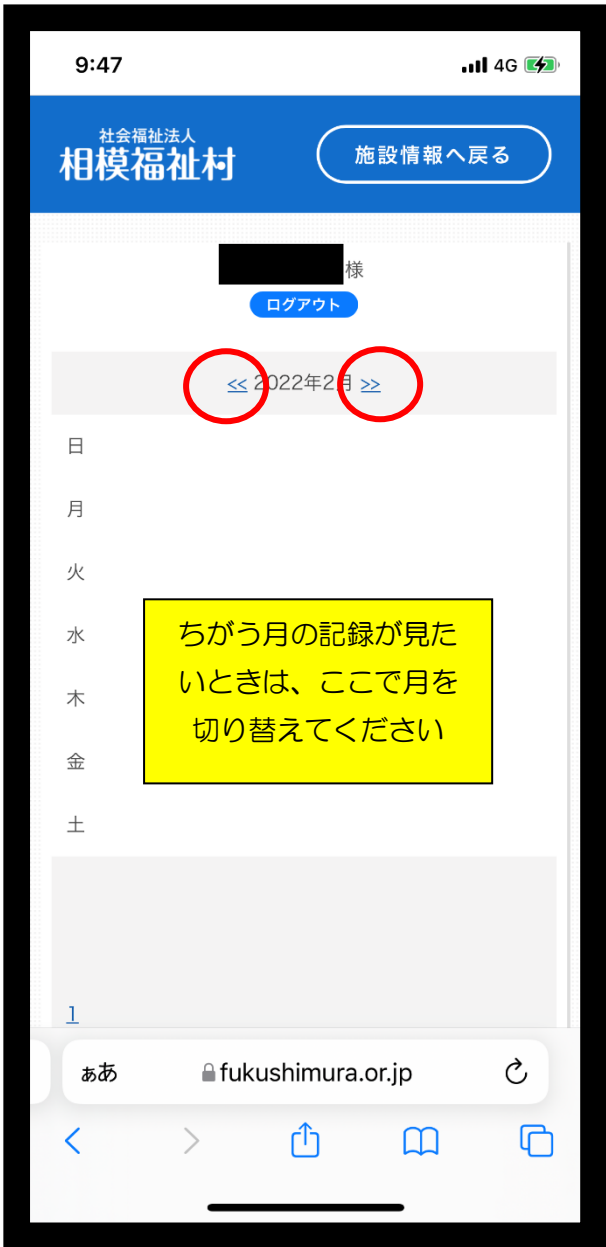 9:47
4G
社会福祉法人
相模福祉村
施設情報へ戻る
様
ログアウト
<< 2022年2月 >>
日
月
火
水
木
金
土
ちがう月の記録が見た
いときは、ここで月を
切り替えてください
1
ぁあ
fukushimura.or.jp